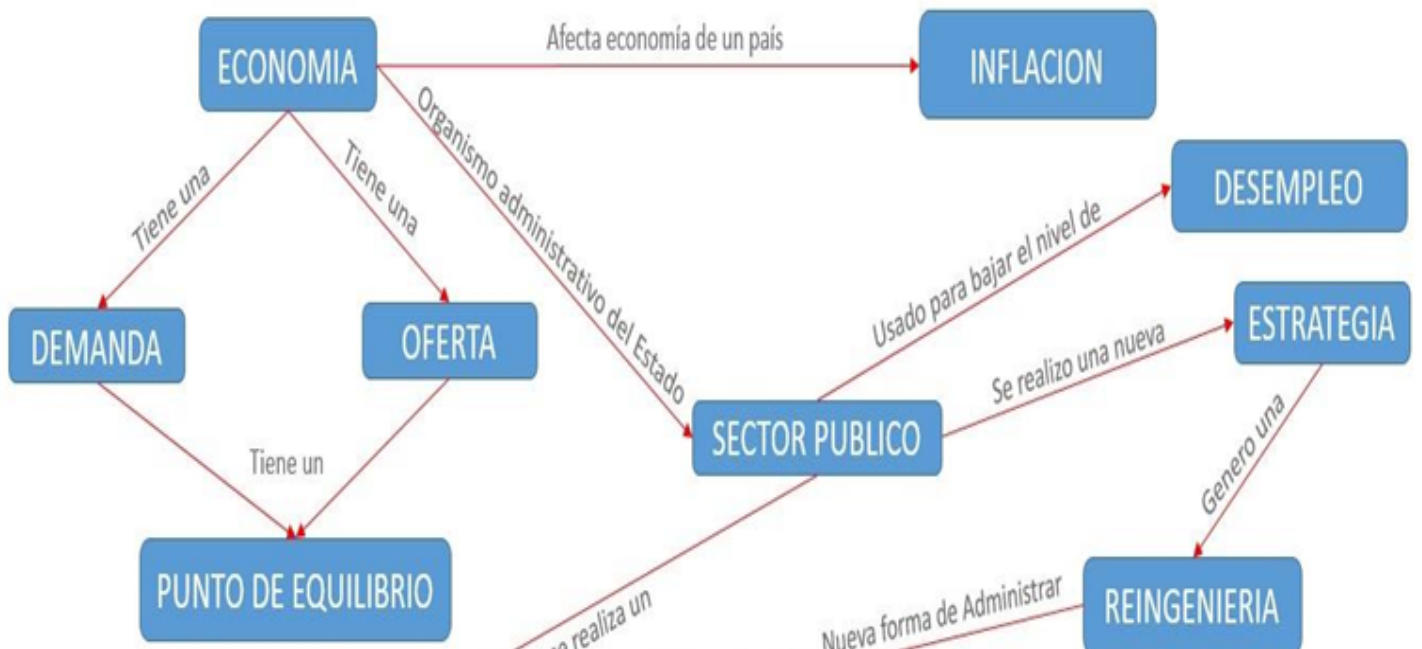 ECONOMIA
Afecta economía de un país
INFLACION
Organismo administrativo del Estado
Tiene una
Tiene una
DESEMPLEO
Usado para bajar el nivel de
DEMANDA
OFERTA
ESTRATEGIA
Se realizo una nueva
SECTOR PUBLICO
Tiene un
Genero una
PUNTO DE EQUILIBRIO
realiza un
Nueva forma de Administrar
REINGENIERIA